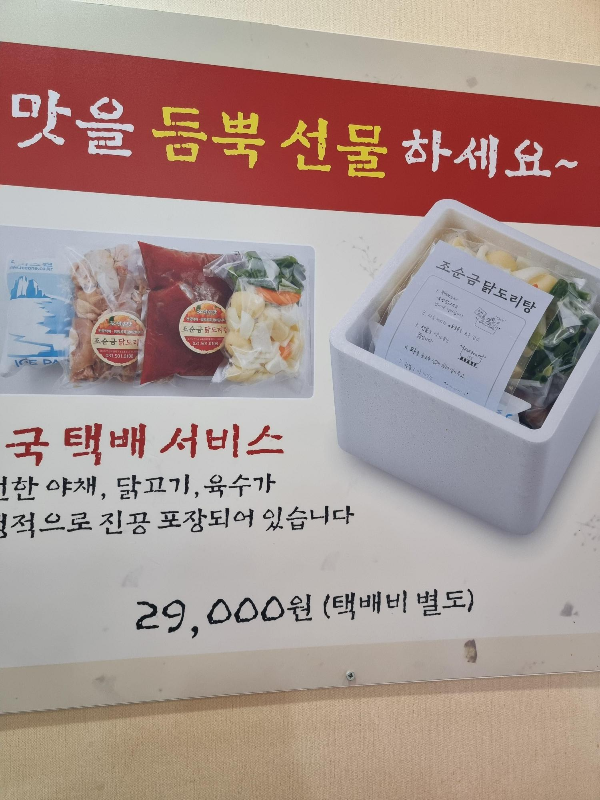 맛을 듬뿍 선물 하세요~
조순금닭도리탕
ICE PA
조순금닭도리
조순금닭도리탕
국 택배 서비스
한 야채, 닭고기, 육수가
적으로 진공 포장되어 있습니다
29,000원 (택배비 별도)